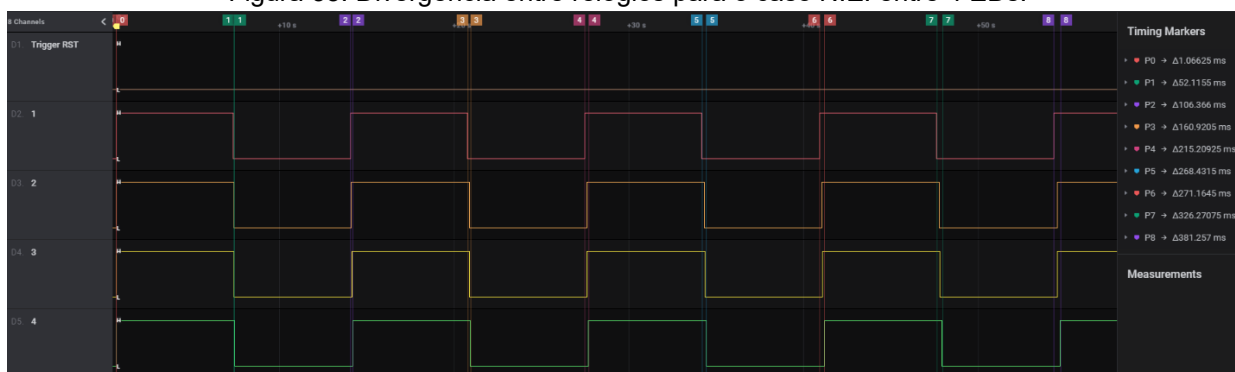 Figura 65: Divergência entre relógios para o caso NIET entre 4 EDs.
8 Channels
0 1 1 +10 s 2 2 3 3 4 4 +30 s 5 5 6 6 7 7 +50 s 8 8
Timing Markers
01. Trigger RST
H
L
P0 → Δ1.06625 ms
P1 → Δ52.1155 ms
P2 → Δ106.366 ms
P3 → Δ160.9205 ms
P4 → Δ215.20925 ms
P5 → Δ268.4315 ms
P6 → Δ271.1645 ms
P7 → Δ326.27075 ms
P8 → Δ381.257 ms
Measurements
02. 1
H
L
03. 2
H
L
04. 3
H
L
05. 4
H
L